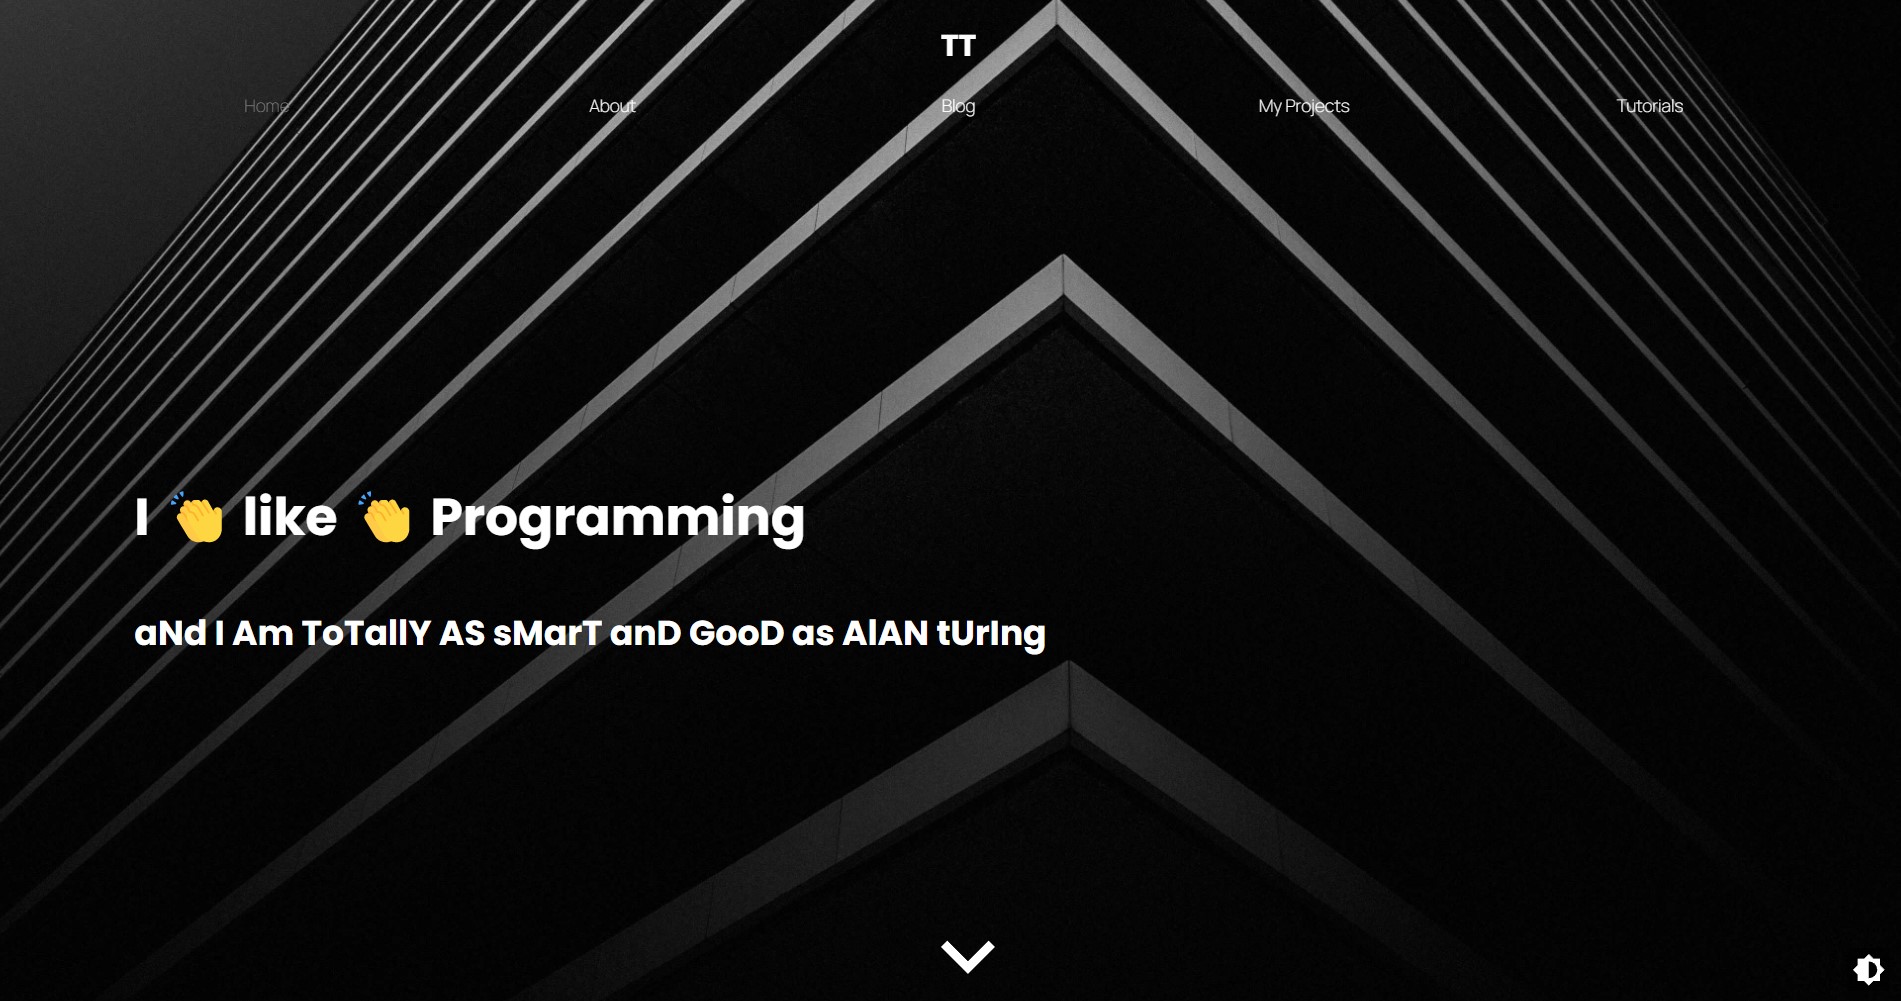 TT
Home About Blog My Projects Tutorials
I 👏 like 👏 Programming
aNd I Am ToTallY AS sMarT anD GooD as AlAN tUrIng